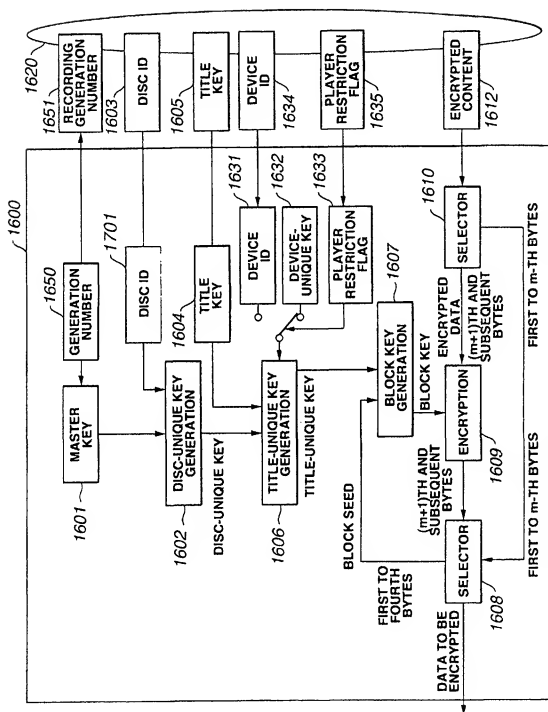 1600
1620
1651
RECORDING
GENERATION
NUMBER
1603
DISC ID
1605
TITLE
KEY
DEVICE
ID
1634
PLAYER
RESTRICTION
FLAG
1635
ENCRYPTED
CONTENT
1612
1650
GENERATION
NUMBER
1701
DISC ID
1604
TITLE
KEY
1631
DEVICE
ID
1632
DEVICE-
UNIQUE KEY
1633
PLAYER
RESTRICTION
FLAG
1607
1610
SELECTOR
MASTER
KEY
1601
DISC-UNIQUE KEY
GENERATION
1602
DISC-UNIQUE KEY
TITLE-UNIQUE KEY
GENERATION
1606
TITLE-UNIQUE KEY
BLOCK KEY
GENERATION
BLOCK KEY
BLOCK SEED
ENCRYPTED
DATA
(m+1)TH AND
SUBSEQUENT
BYTES
FIRST TO m-TH BYTES
ENCRYPTION
1609
(m+1)TH AND
SUBSEQUENT
BYTES
FIRST TO
FOURTH
BYTES
SELECTOR
1608
DATA TO BE
ENCRYPTED
FIRST TO m-TH BYTES